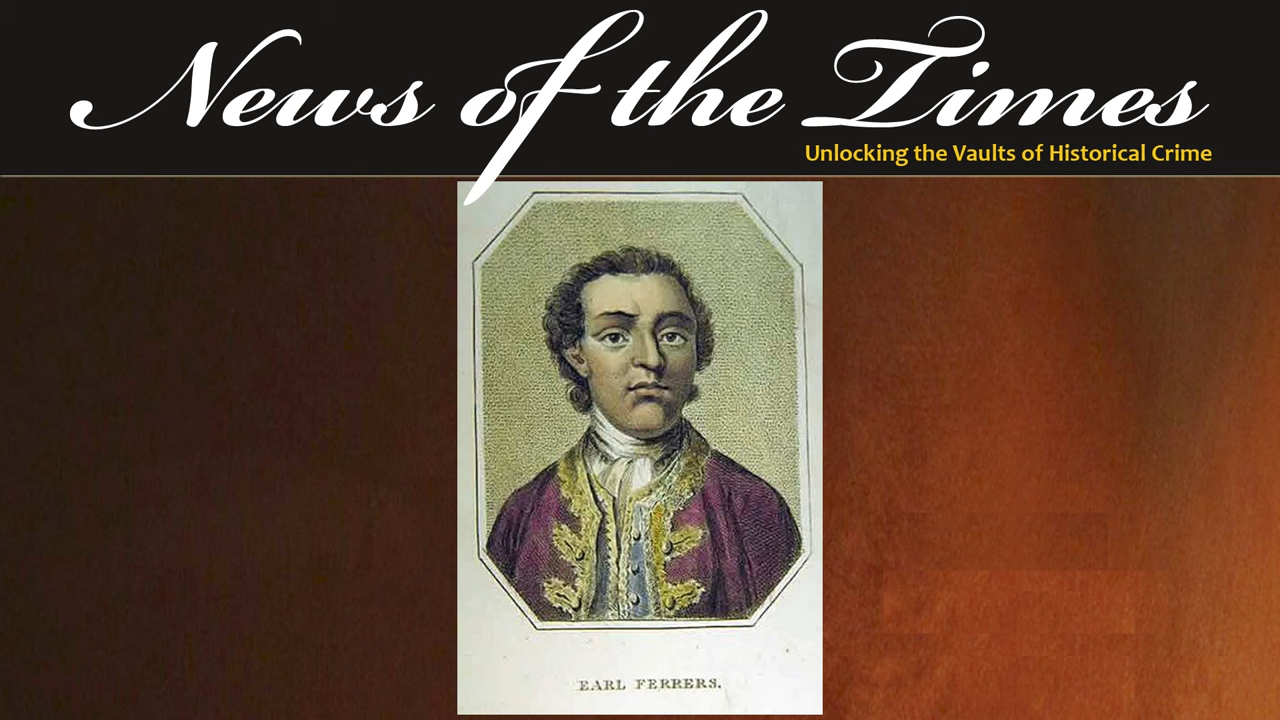 News of the Times
Unlocking the Vaults of Historical Crime
EARL FERRERS.